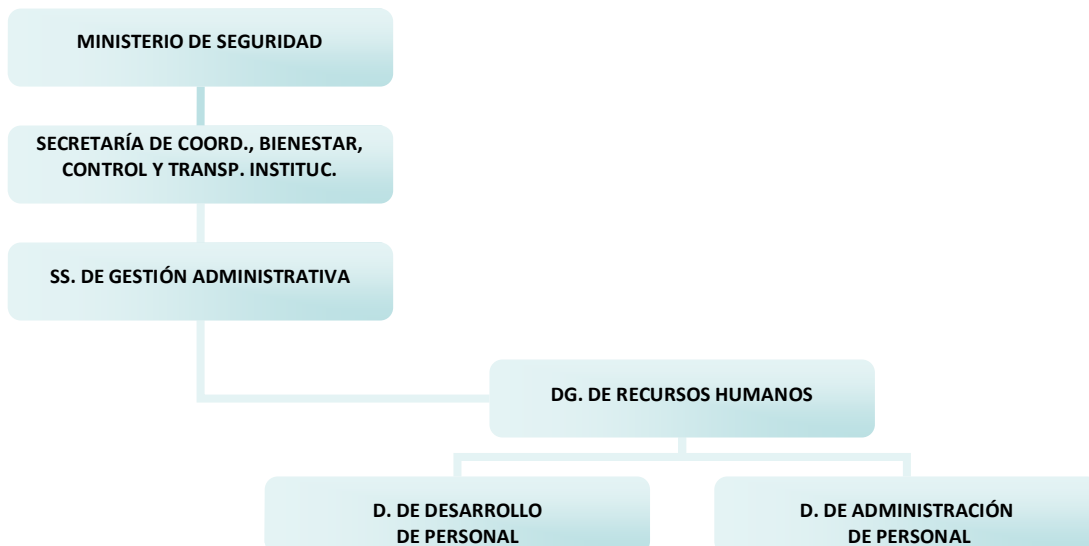 MINISTERIO DE SEGURIDAD
SECRETARÍA DE COORD., BIENESTAR,
CONTROL Y TRANSP. INSTITUC.
SS. DE GESTIÓN ADMINISTRATIVA
DG. DE RECURSOS HUMANOS
D. DE DESARROLLO
DE PERSONAL
D. DE ADMINISTRACIÓN
DE PERSONAL